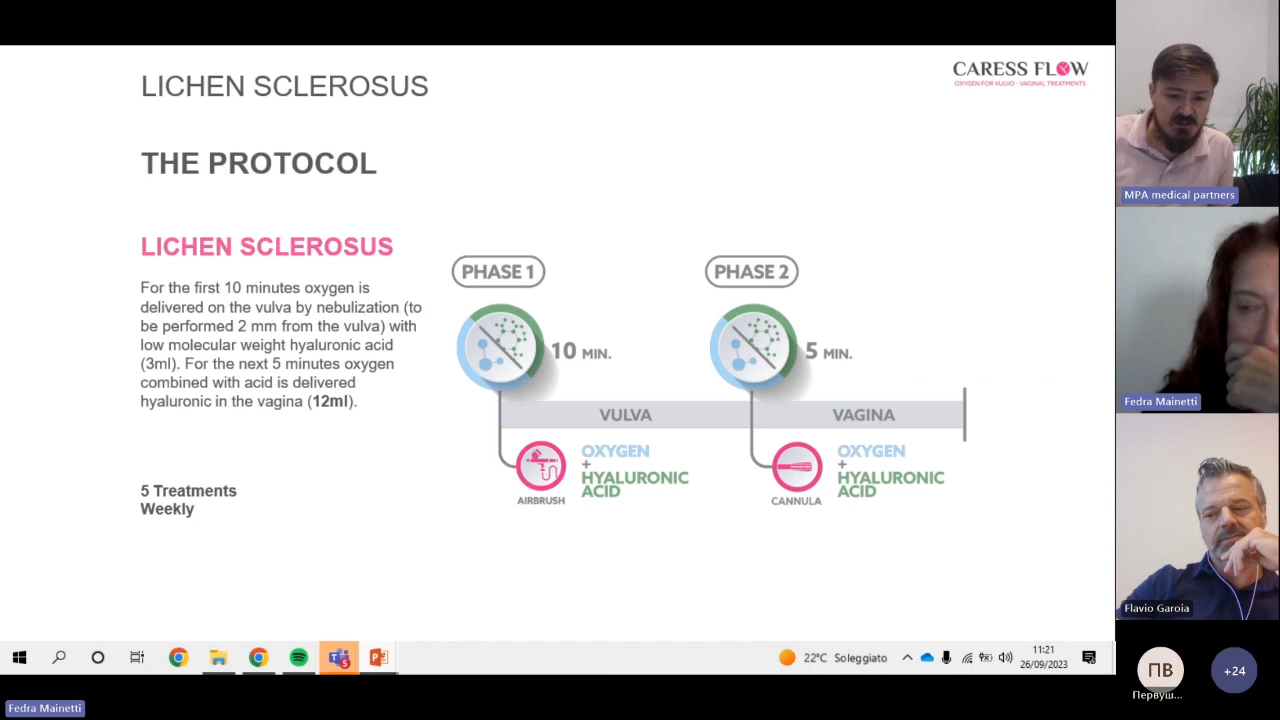 LICHEN SCLEROSUS
CARESS FLOW
OXYGEN FOR VULVO - VAGINAL TREATMENTS
THE PROTOCOL
LICHEN SCLEROSUS
For the first 10 minutes oxygen is
delivered on the vulva by nebulization (to
be performed 2 mm from the vulva) with
low molecular weight hyaluronic acid
(3ml). For the next 5 minutes oxygen
combined with acid is delivered
hyaluronic in the vagina (12ml).
5 Treatments
Weekly
PHASE 1
10 MIN.
VULVA
AIRBRUSH
OXYGEN
+
HYALURONIC
ACID
PHASE 2
5 MIN.
VAGINA
CANNULA
OXYGEN
+
HYALURONIC
ACID
MPA medical partners
Fedra Mainetti
Flavio Garoia
ПВ
Первуш...
+24
5
22°C Soleggiato
11:21
26/09/2023
Fedra Mainetti